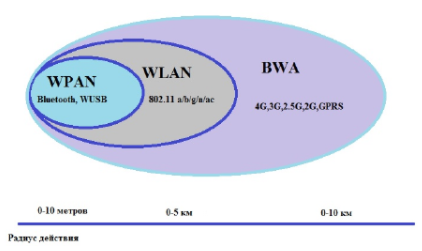 WPAN
Bluetooth, WUSB
WLAN
802.11 a/b/g/n/ac
BWA
4G,3G,2.5G,2G,GPRS
0-10 метров
0-5 км
0-10 км
Радиус действия